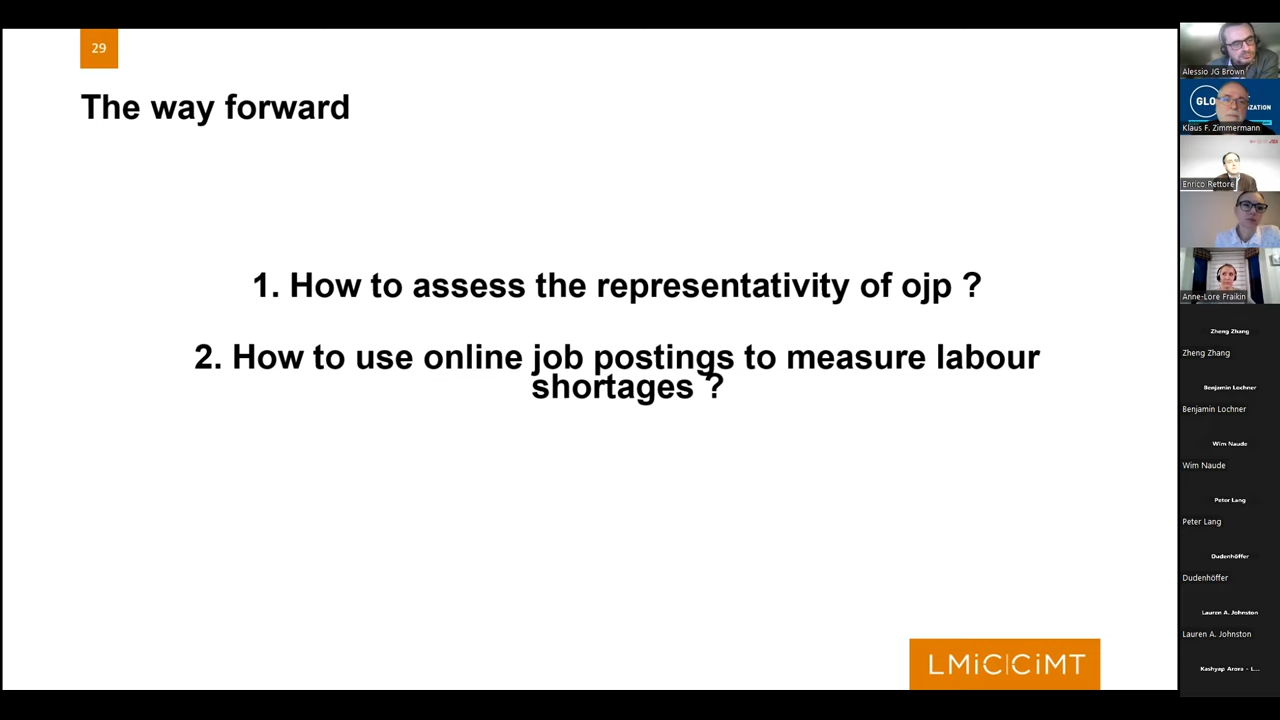 29
The way forward
1. How to assess the representativity of ojp ?
2. How to use online job postings to measure labour
shortages ?
LMiC|CiMT
Alessio JG Brown
GLO
IZATION
Klaus F. Zimmermann
Enrico Rettore
Anne-Lore Fraikin
Zheng Zhang
Zheng Zhang
Benjamin Lochner
Benjamin Lochner
Wim Naude
Wim Naude
Peter Lang
Peter Lang
Dudenhöffer
Dudenhöffer
Lauren A. Johnston
Lauren A. Johnston
Kashyap Arora - L...